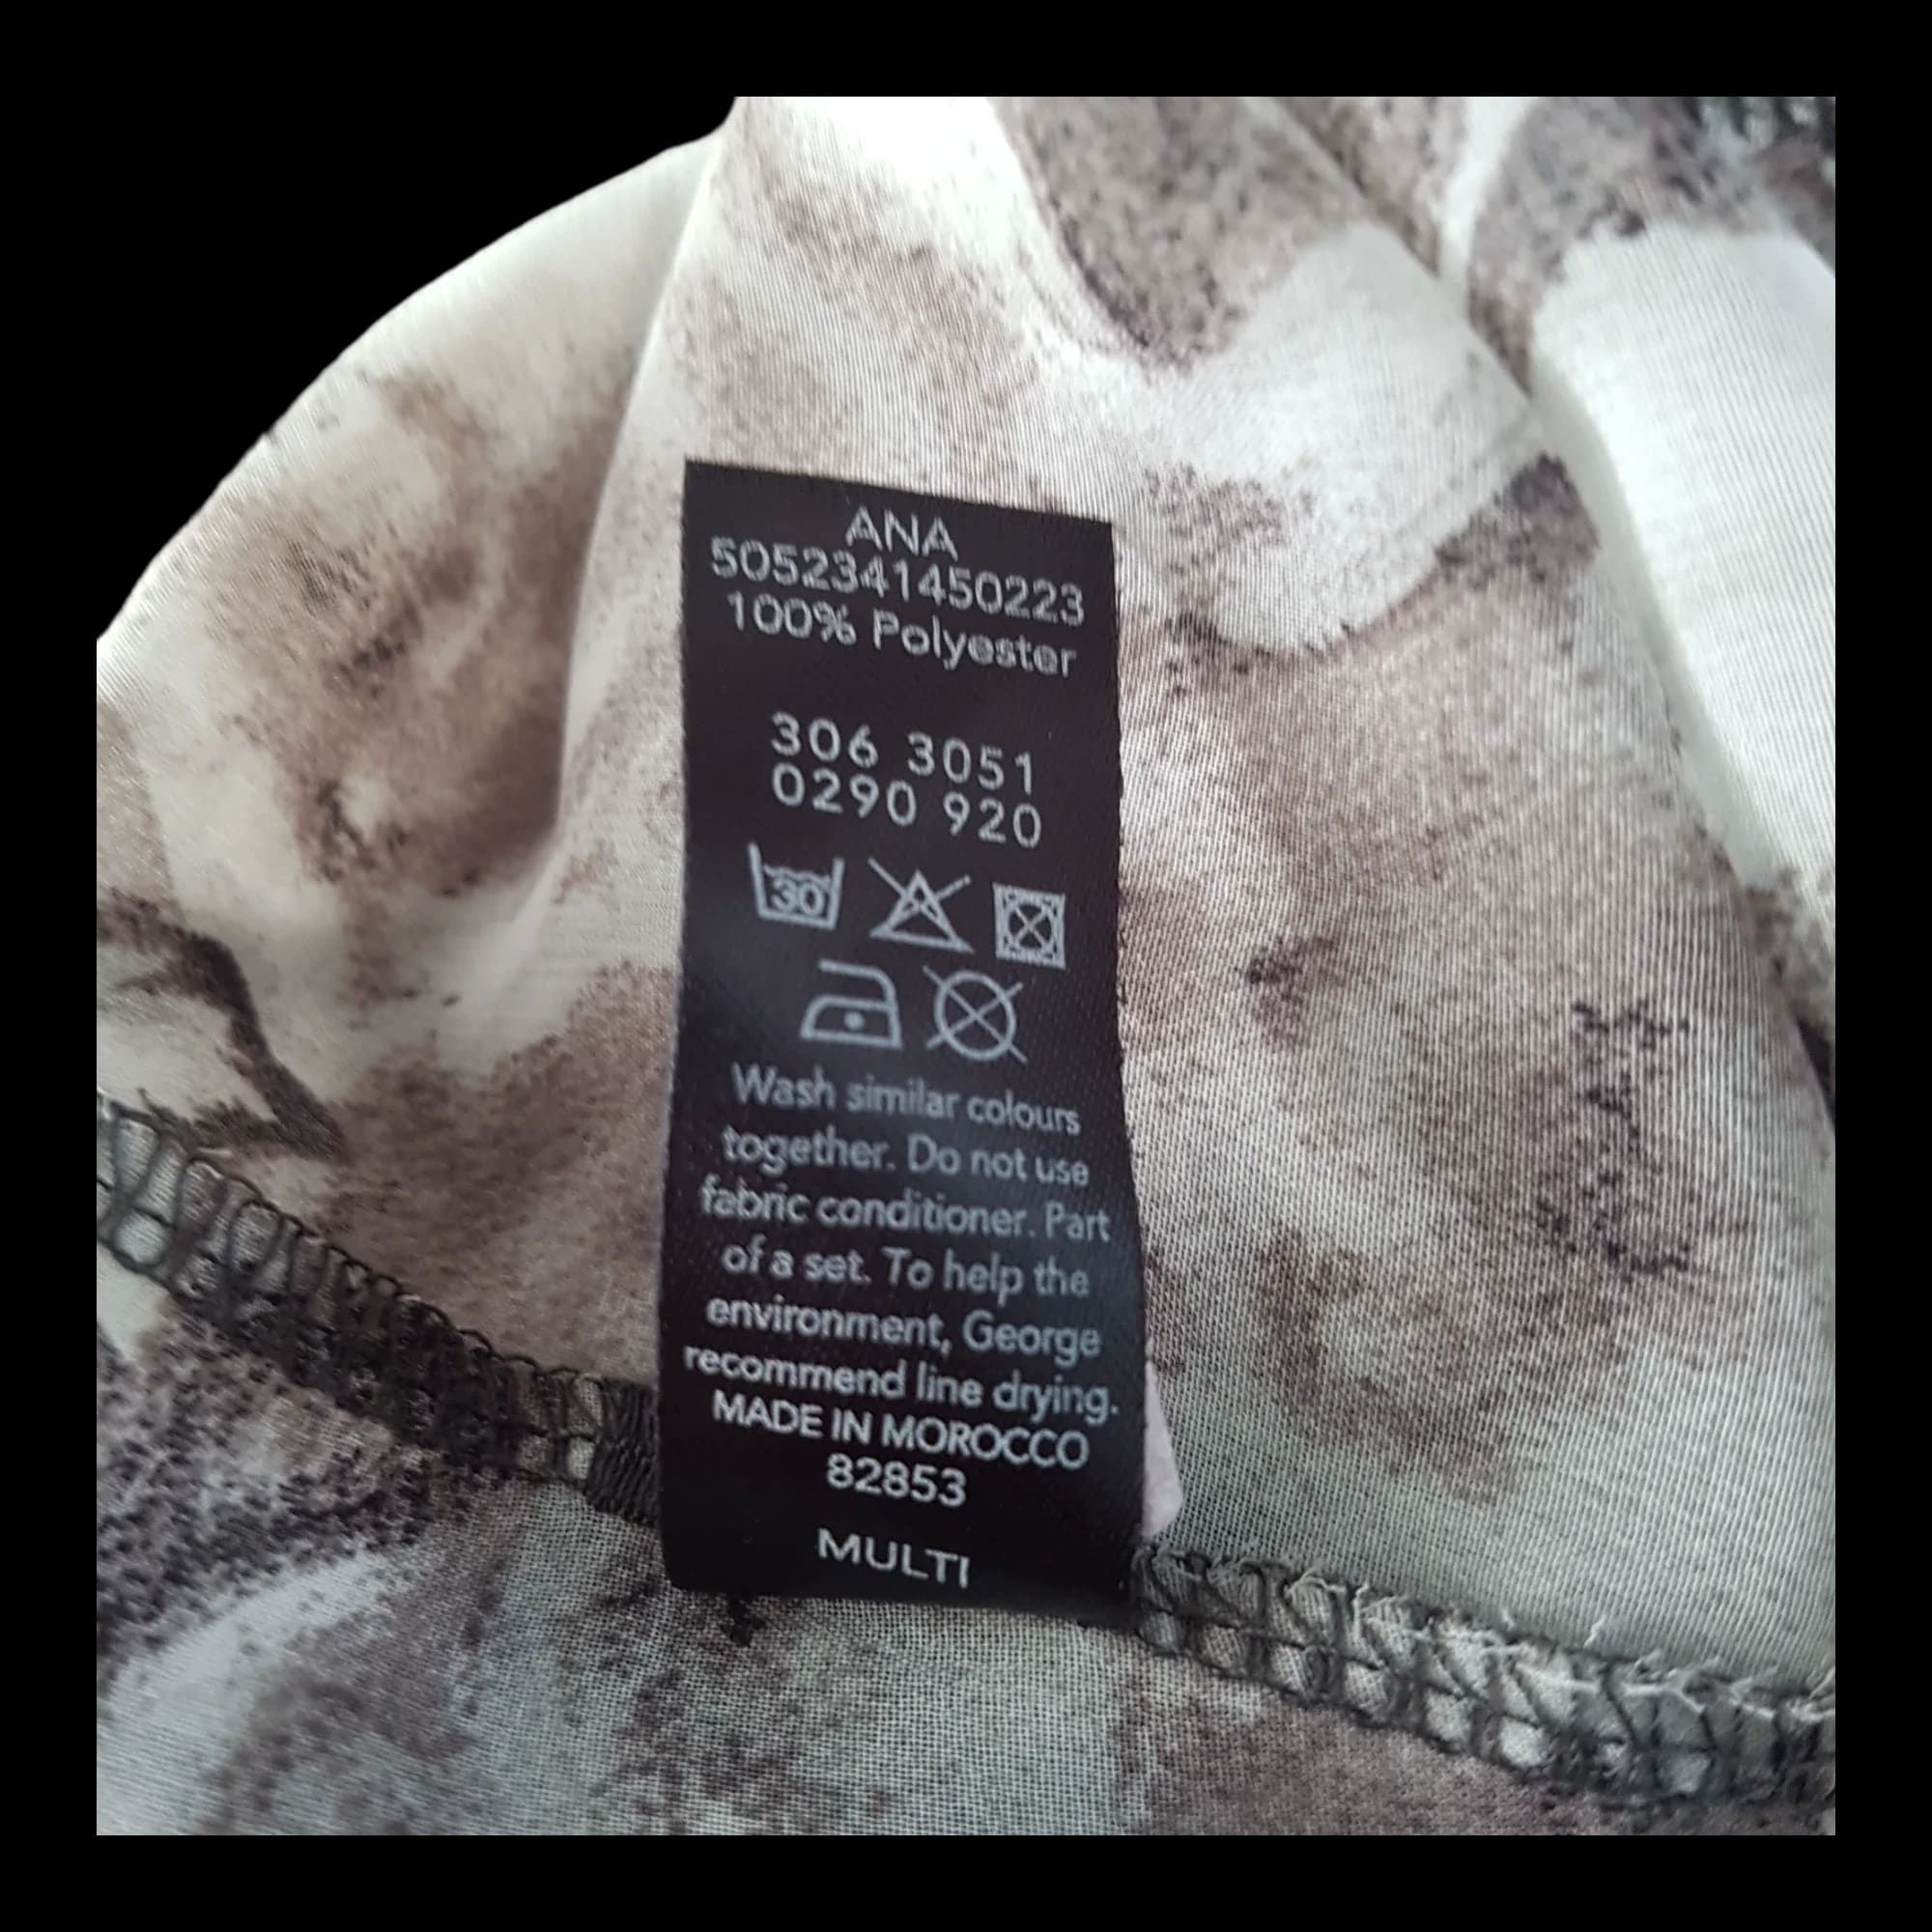 ANA
5052341450223
100% Polyester
306 3051
0290 920
30
Wash similar colours
together. Do not use
fabric conditioner. Part
of a set. To help the
environment, George
recommend line drying.
MADE IN MOROCCO
82853
MULTI